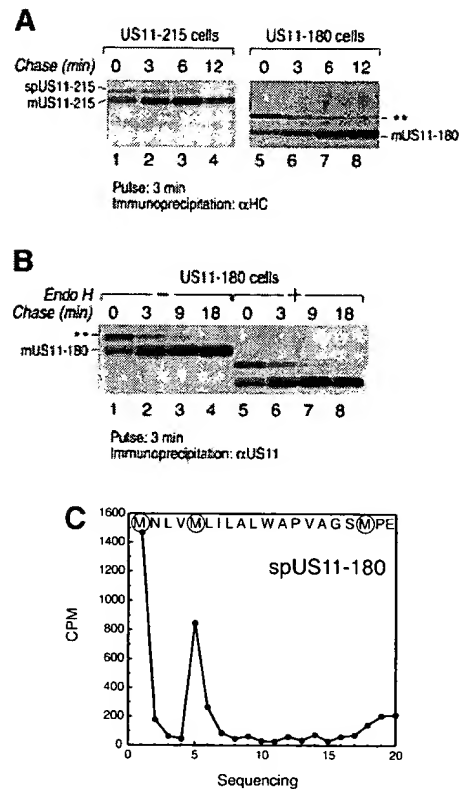 A
US11-215 cells US11-180 cells
Chase (min) 0 3 6 12 0 3 6 12
spUS11-215
mUS11-215
**
mUS11-180
1 2 3 4 5 6 7 8
Pulse: 3 min
Immunoprecipitation: αHC
B
US11-180 cells
Endo H − +
Chase (min) 0 3 9 18 0 3 9 18
**
mUS11-180
1 2 3 4 5 6 7 8
Pulse: 3 min
Immunoprecipitation: αUS11
C
M N L V M L I L A L W A P V A G S M P E
spUS11-180
CPM
1600
1400
1200
1000
800
600
400
200
0
0 5 10 15 20
Sequencing